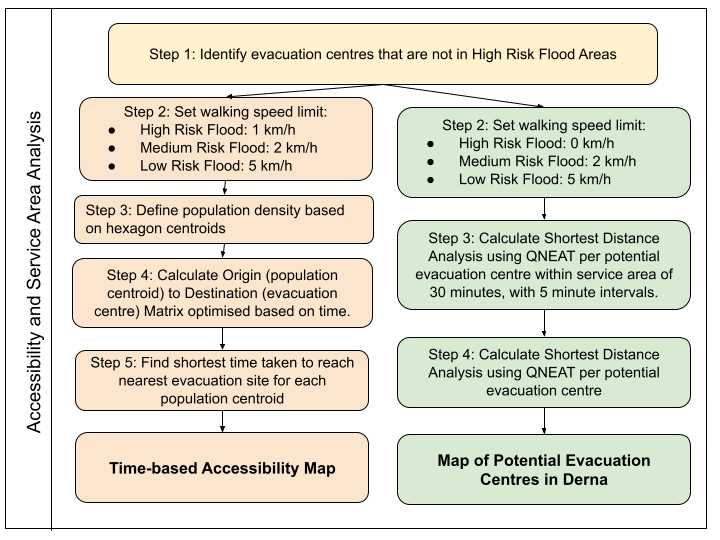 Accessibility and Service Area Analysis
Step 1: Identify evacuation centres that are not in High Risk Flood Areas
Step 2: Set walking speed limit:
● High Risk Flood: 1 km/h
● Medium Risk Flood: 2 km/h
● Low Risk Flood: 5 km/h
Step 3: Define population density based
on hexagon centroids
Step 4: Calculate Origin (population
centroid) to Destination (evacuation
centre) Matrix optimised based on time.
Step 5: Find shortest time taken to reach
nearest evacuation site for each
population centroid
Time-based Accessibility Map
Step 2: Set walking speed limit:
● High Risk Flood: 0 km/h
● Medium Risk Flood: 2 km/h
● Low Risk Flood: 5 km/h
Step 3: Calculate Shortest Distance
Analysis using QNEAT per potential
evacuation centre within service area of
30 minutes, with 5 minute intervals.
Step 4: Calculate Shortest Distance
Analysis using QNEAT per potential
evacuation centre
Map of Potential Evacuation
Centres in Derna